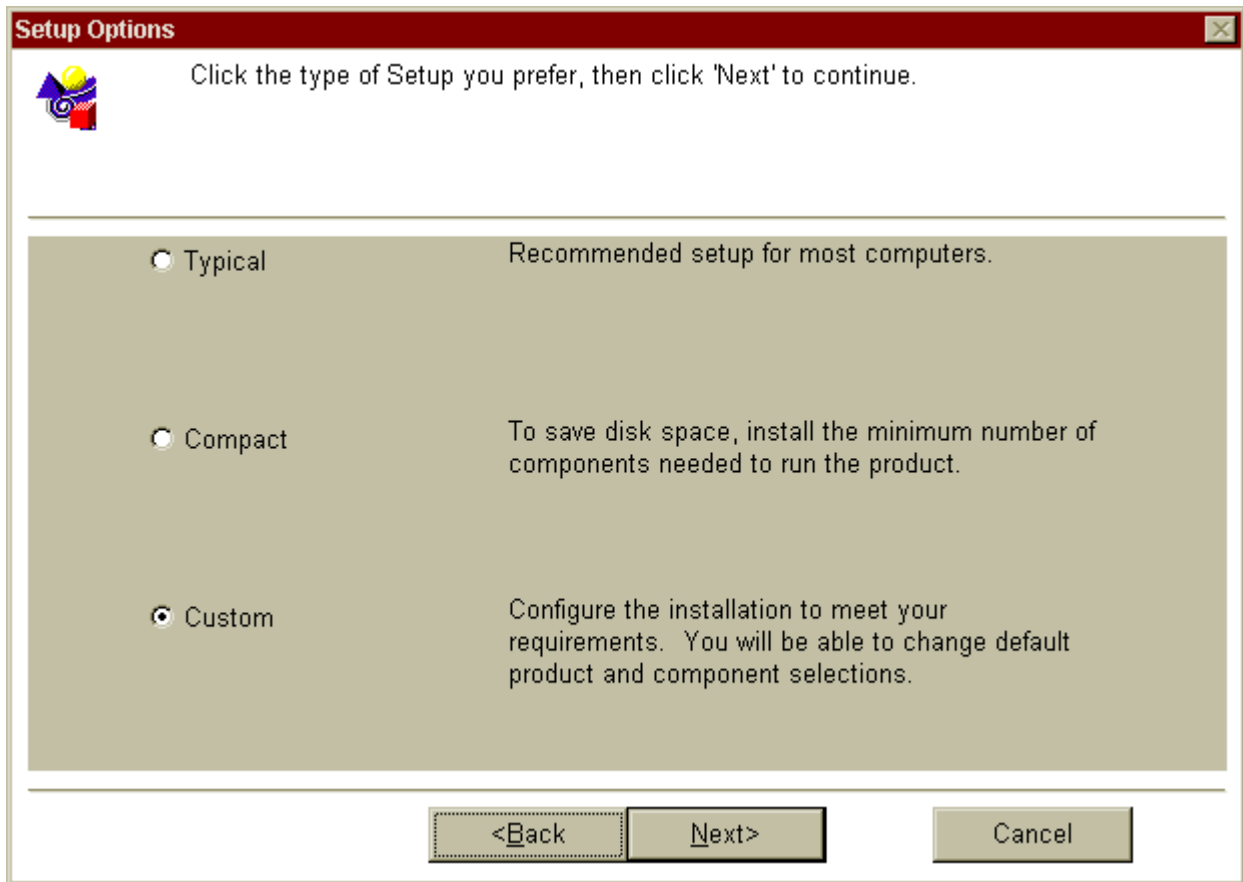 Setup Options
Click the type of Setup you prefer, then click 'Next' to continue.
Typical
Recommended setup for most computers.
Compact
To save disk space, install the minimum number of
components needed to run the product.
Custom
Configure the installation to meet your
requirements.  You will be able to change default
product and component selections.
<Back
Next>
Cancel